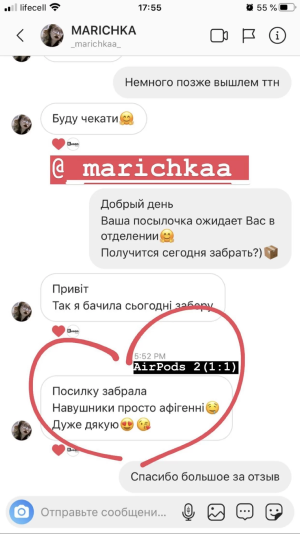 lifecell 17:55 55 %
MARICHKA
_marichkaa_
Немного позже вышлем ттн
Буду чекати🤗
@_marichkaa_
Добрый день
Ваша посылочка ожидает Вас в
отделении🤗
Получится сегодня забрать?)📦
Привіт
Так я бачила сьогодні заберу
5:52 PM
AirPods 2(1:1)
Посилку забрала
Навушники просто афігенні😏
Дуже дякую😍😘
Спасибо большое за отзыв
Отправьте сообщени...